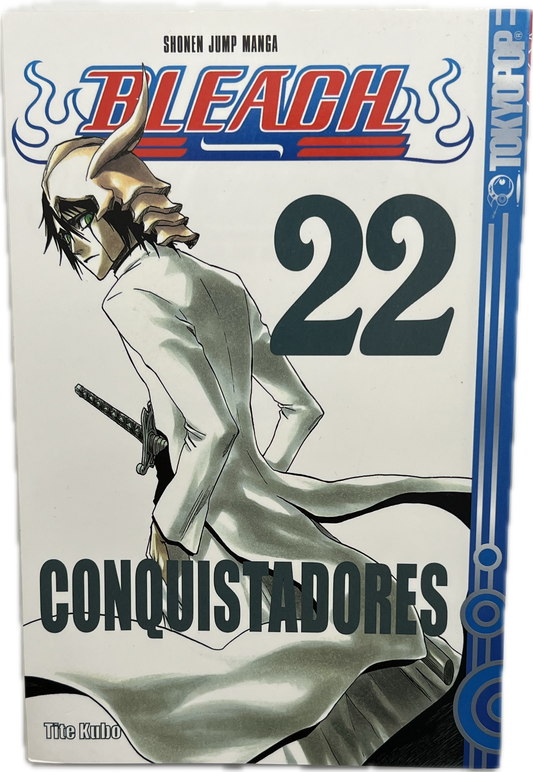 SHONEN JUMP MANGA
BLEACH
TOKYOPOP®
22
CONQUISTADORES
Tite Kubo